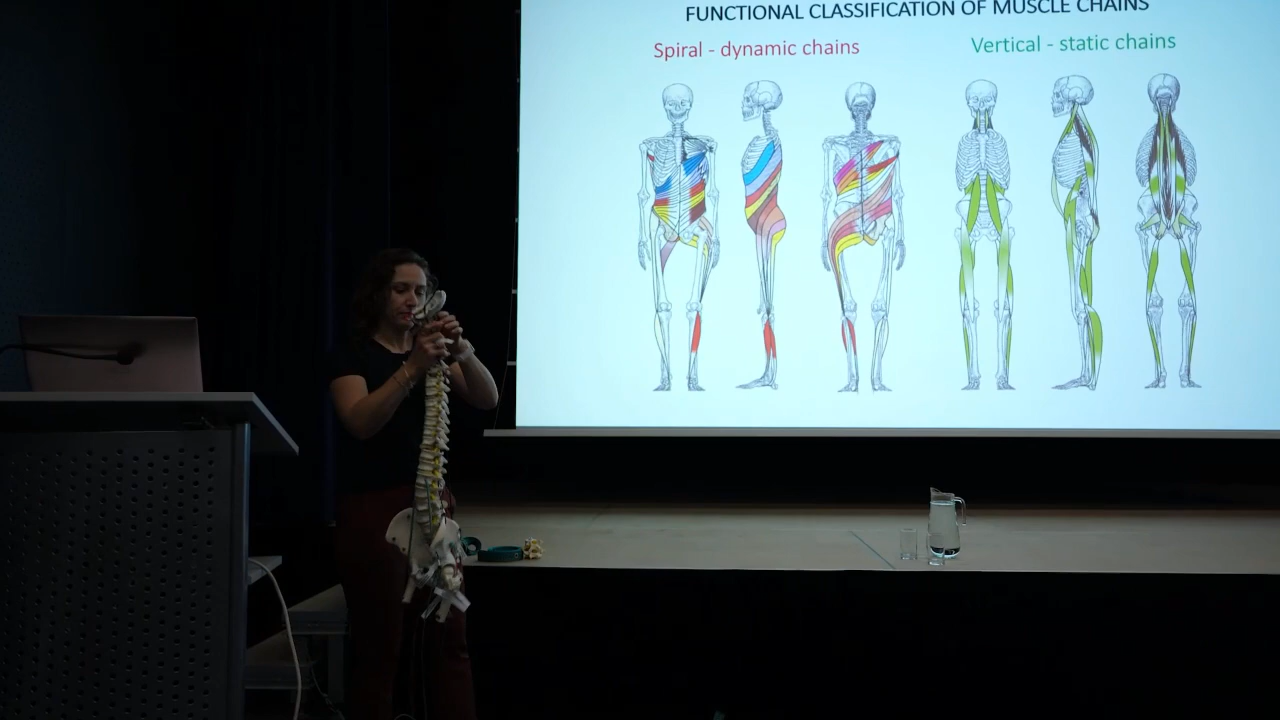 FUNCTIONAL CLASSIFICATION OF MUSCLE CHAINS
Spiral - dynamic chains
Vertical - static chains